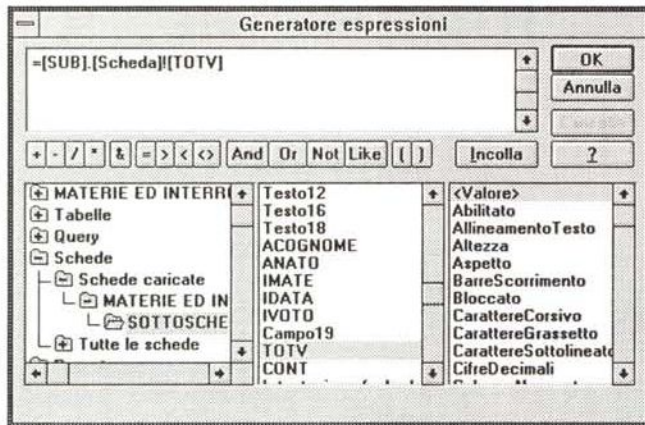 Generatore espressioni
=[SUB].[Scheda]![TOTV]
OK
Annulla
+ - / * & = > < <> And Or Not Like ( ) Incolla ?
MATERIE ED INTERR
Tabelle
Query
Schede
Schede caricate
MATERIE ED IN
SOTTOSCHE
Tutte le schede
Testo12
Testo16
Testo18
ACOGNOME
ANATO
IMATE
IDATA
IVOTO
Campo19
TOTV
CONT
<Valore>
Abilitato
AllineamentoTesto
Altezza
Aspetto
BarreScorrimento
Bloccato
CarattereCorsivo
CarattereGrassetto
CarattereSottolineato
CifreDecimali